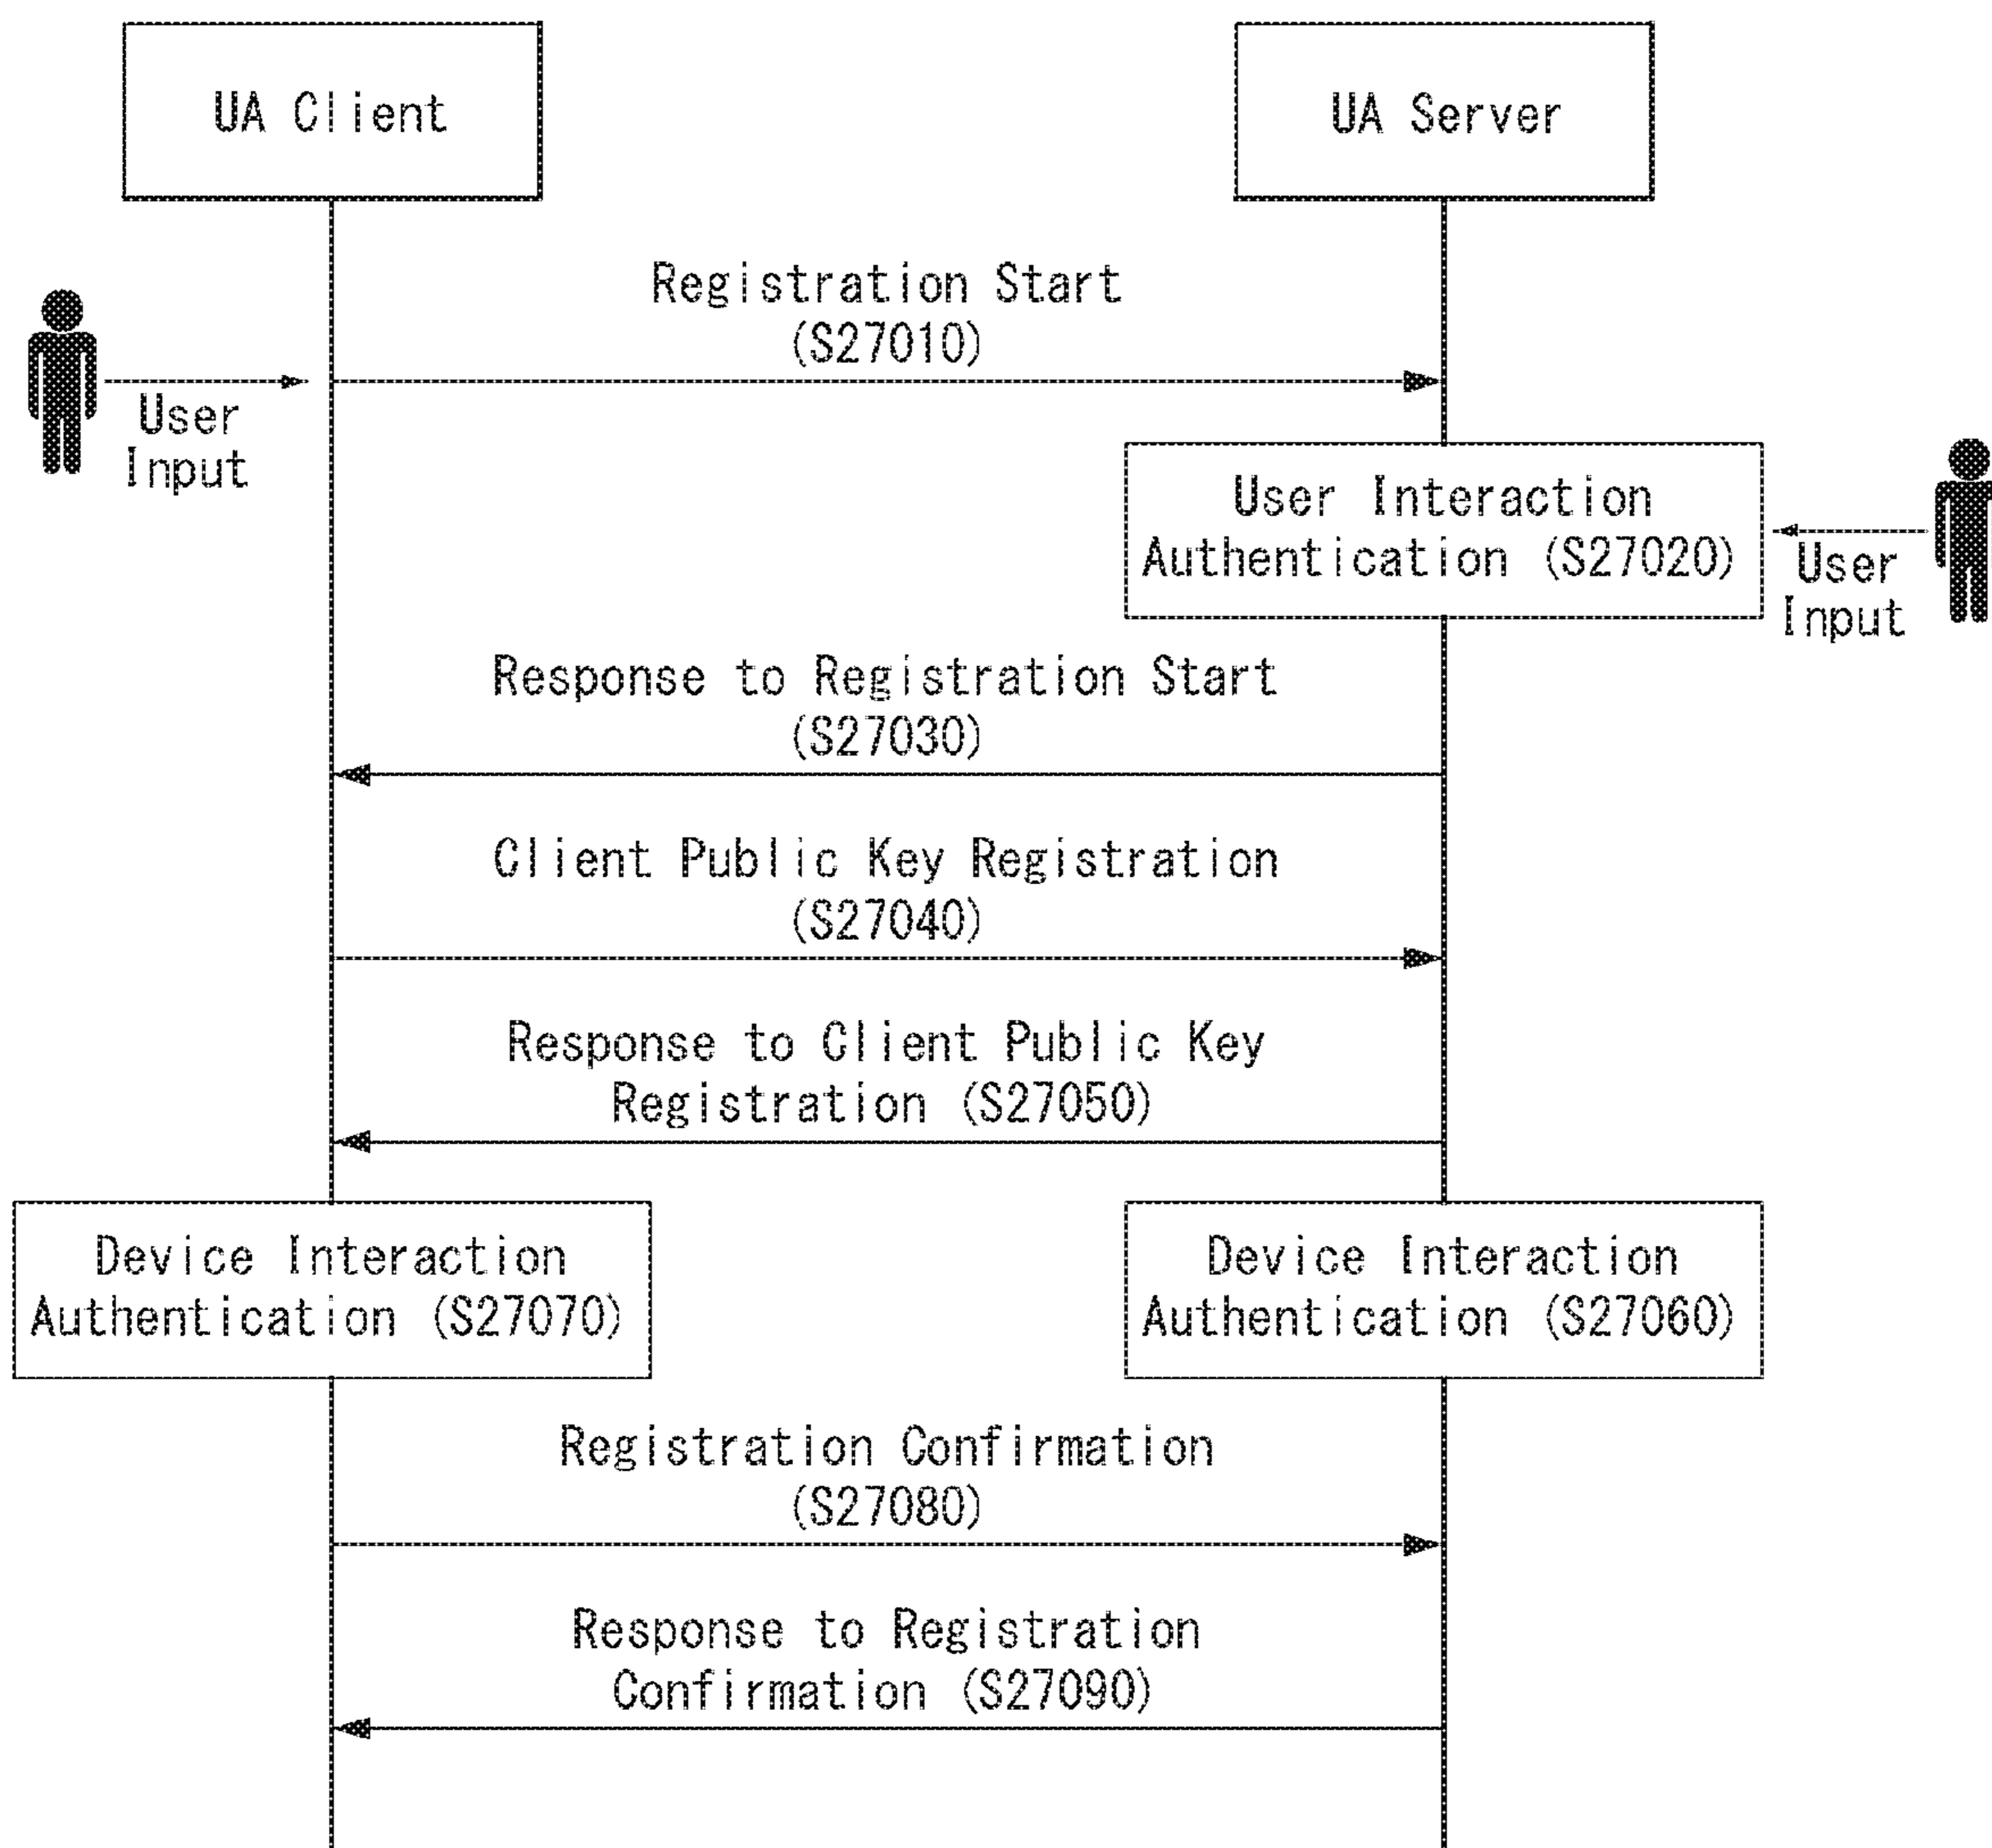 UA Client
UA Server
Registration Start
(S27010)
User
Input
User Interaction
Authentication (S27020)
User
Input
Response to Registration Start
(S27030)
Client Public Key Registration
(S27040)
Response to Client Public Key
Registration (S27050)
Device Interaction
Authentication (S27070)
Device Interaction
Authentication (S27060)
Registration Confirmation
(S27080)
Response to Registration
Confirmation (S27090)